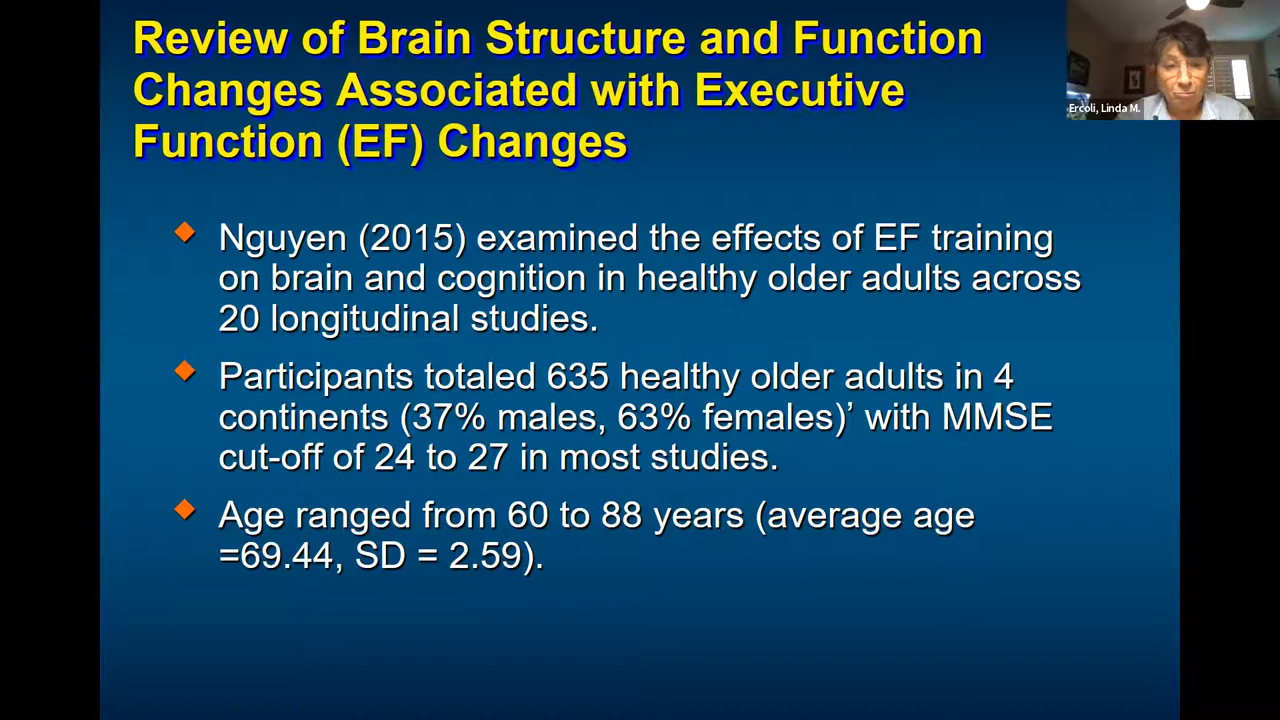 Review of Brain Structure and Function
Changes Associated with Executive
Function (EF) Changes
Ercoli, Linda M.
Nguyen (2015) examined the effects of EF training
on brain and cognition in healthy older adults across
20 longitudinal studies.
Participants totaled 635 healthy older adults in 4
continents (37% males, 63% females)’ with MMSE
cut-off of 24 to 27 in most studies.
Age ranged from 60 to 88 years (average age
=69.44, SD = 2.59).